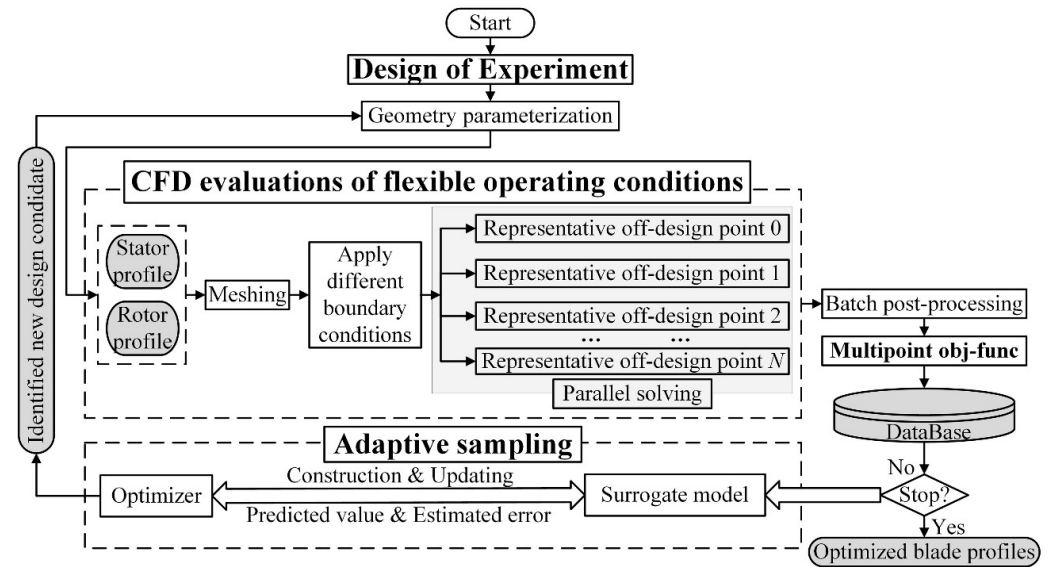 Start
Design of Experiment
Geometry parameterization
Identified new design candidate
CFD evaluations of flexible operating conditions
Stator
profile
Rotor
profile
Meshing
Apply
different
boundary
conditions
Representative off-design point 0
Representative off-design point 1
Representative off-design point 2
... ...
Representative off-design point N
Parallel solving
Batch post-processing
Multipoint obj-func
DataBase
No
Stop?
Yes
Optimized blade profiles
Adaptive sampling
Construction & Updating
Optimizer
Surrogate model
Predicted value & Estimated error